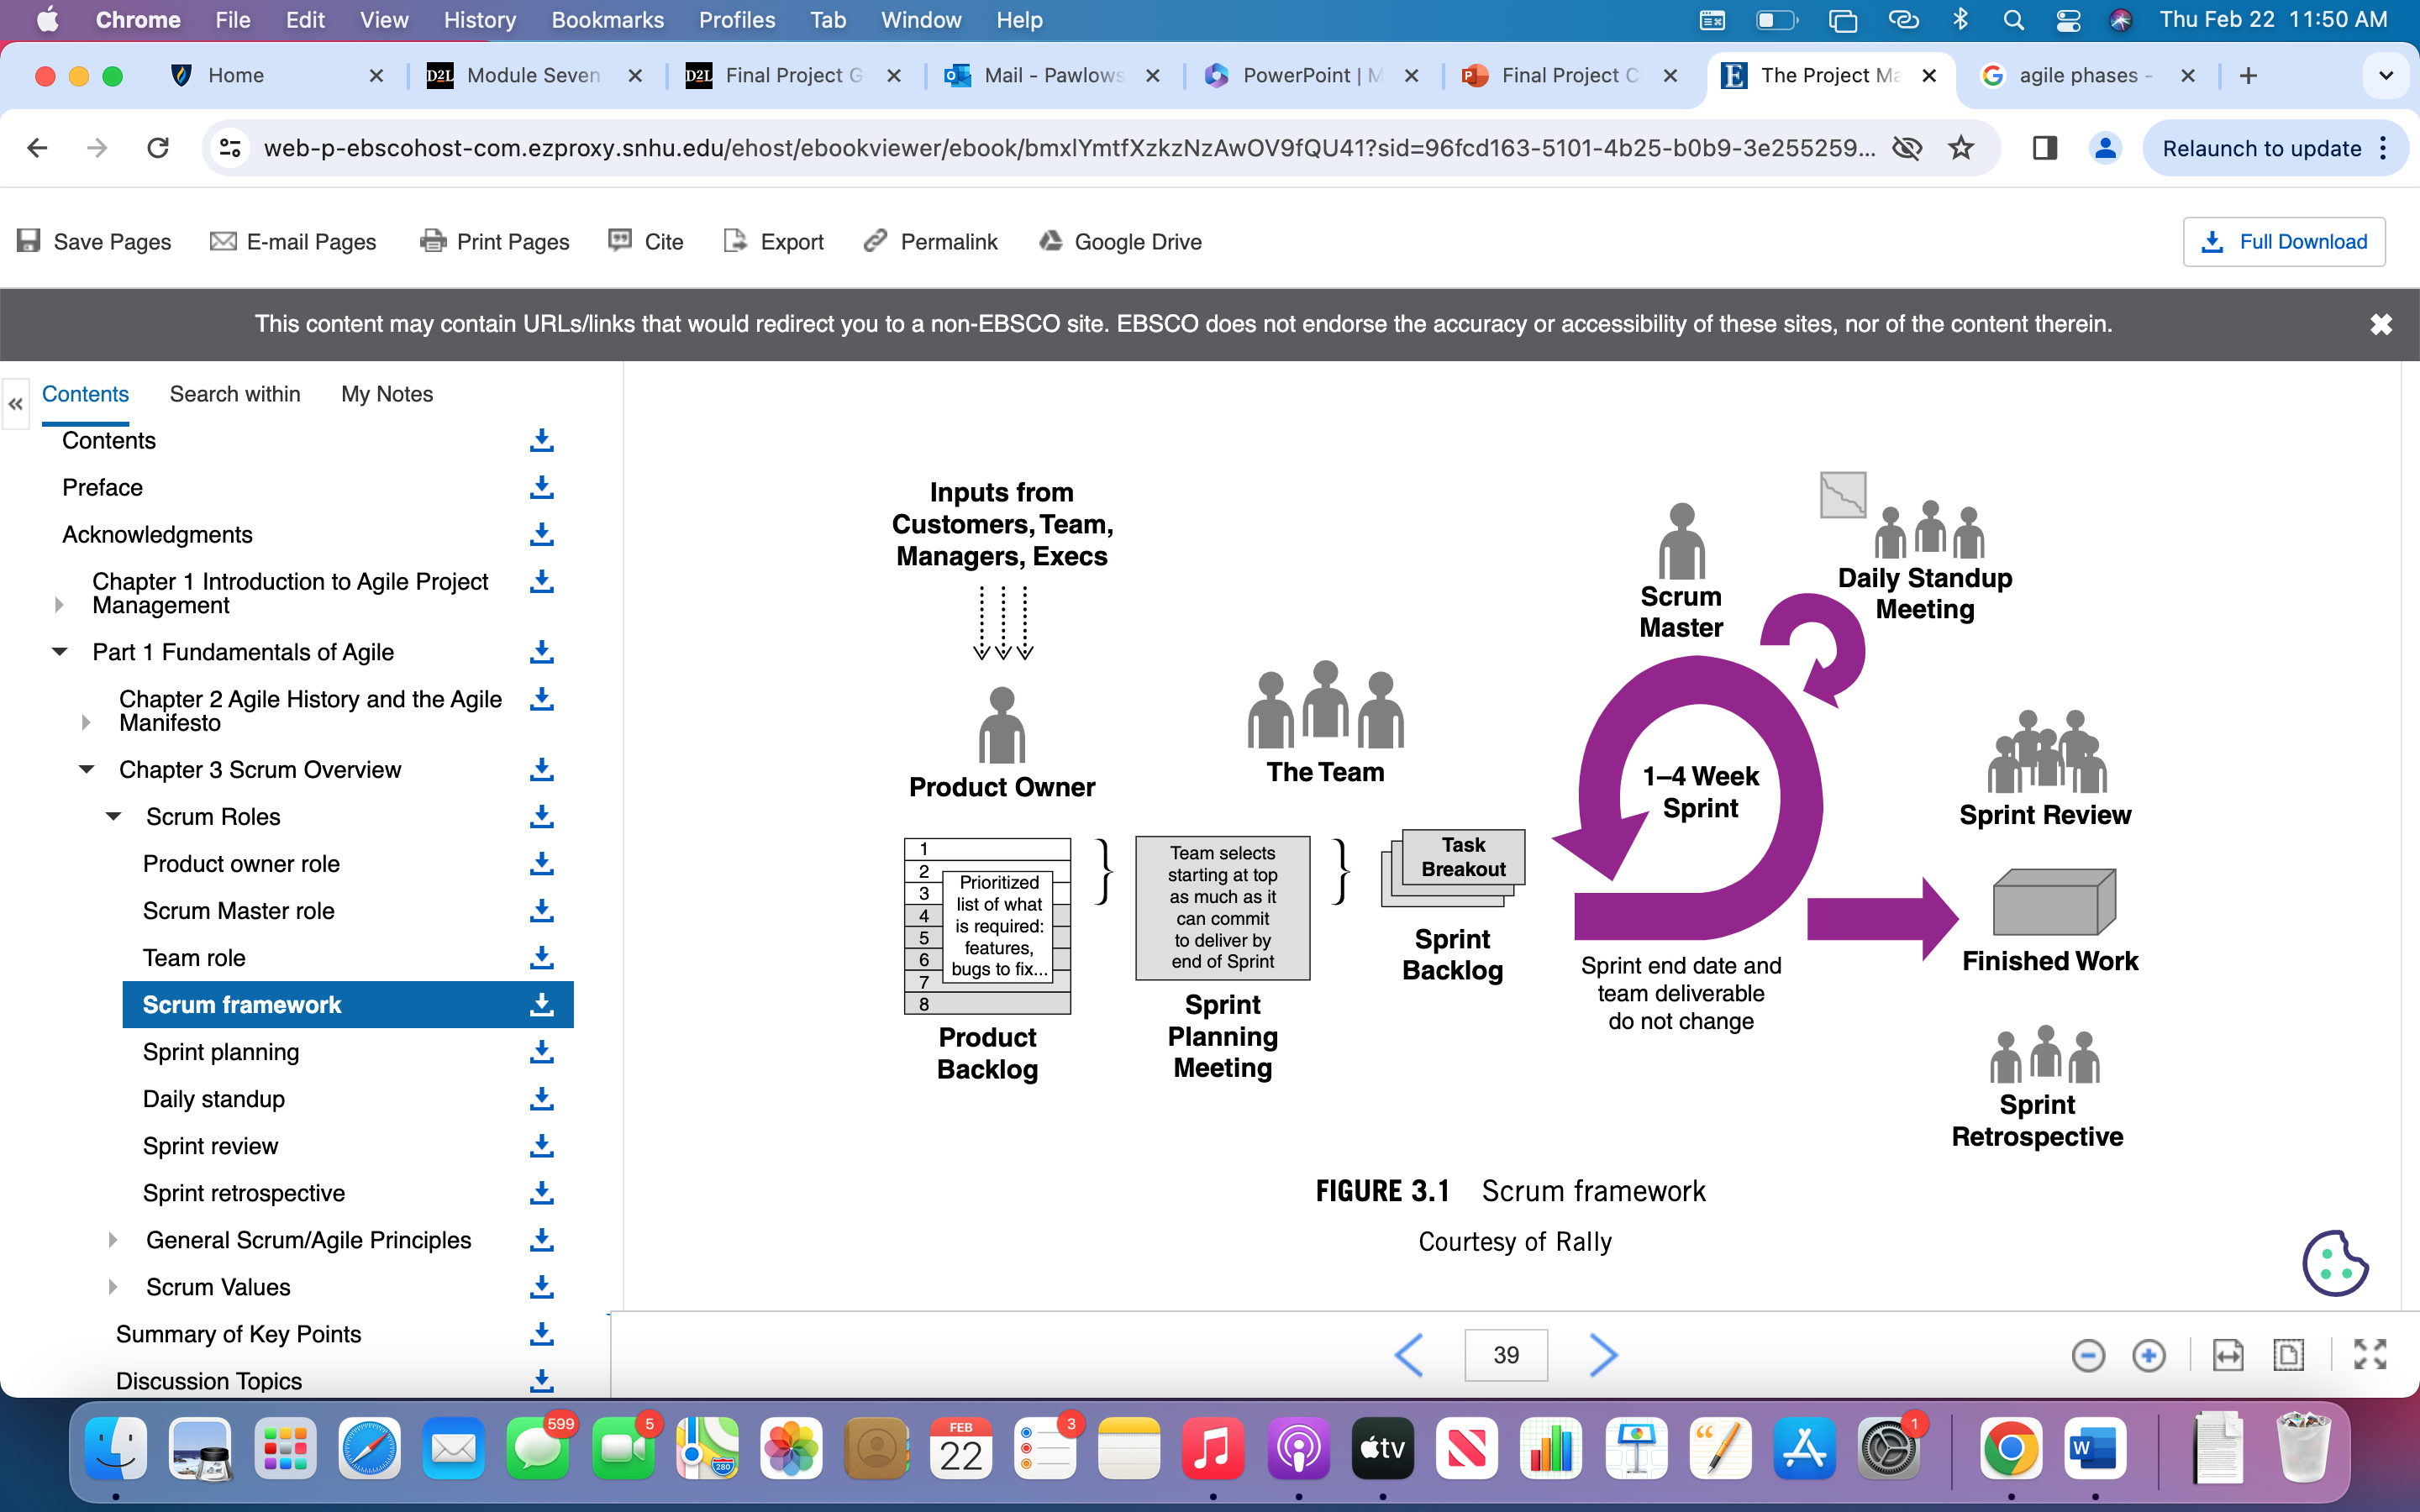 Chrome File Edit View History Bookmarks Profiles Tab Window Help Thu Feb 22 11:50 AM
Home D2L Module Seven D2L Final Project G Mail - Pawlows PowerPoint | M Final Project C The Project Ma agile phases -
web-p-ebscohost-com.ezproxy.snhu.edu/ehost/ebookviewer/ebook/bmxlYmtfXzkzNzAwOV9fQU41?sid=96fcd163-5101-4b25-b0b9-3e255259... Relaunch to update
Save Pages E-mail Pages Print Pages Cite Export Permalink Google Drive Full Download
This content may contain URLs/links that would redirect you to a non-EBSCO site. EBSCO does not endorse the accuracy or accessibility of these sites, nor of the content therein.
Contents Search within My Notes
Contents
Preface
Acknowledgments
Chapter 1 Introduction to Agile Project
Management
Part 1 Fundamentals of Agile
Chapter 2 Agile History and the Agile
Manifesto
Chapter 3 Scrum Overview
Scrum Roles
Product owner role
Scrum Master role
Team role
Scrum framework
Sprint planning
Daily standup
Sprint review
Sprint retrospective
General Scrum/Agile Principles
Scrum Values
Summary of Key Points
Discussion Topics
Inputs from
Customers, Team,
Managers, Execs
Product Owner
The Team
Scrum
Master
Daily Standup
Meeting
1–4 Week
Sprint
Sprint Review
1
2
3
4
5
6
7
8
Prioritized
list of what
is required:
features,
bugs to fix...
Product
Backlog
Team selects
starting at top
as much as it
can commit
to deliver by
end of Sprint
Sprint
Planning
Meeting
Task
Breakout
Sprint
Backlog
Sprint end date and
team deliverable
do not change
Finished Work
Sprint
Retrospective
FIGURE 3.1 Scrum framework
Courtesy of Rally
39
599
5
280
FEB
22
3
tv
1
W